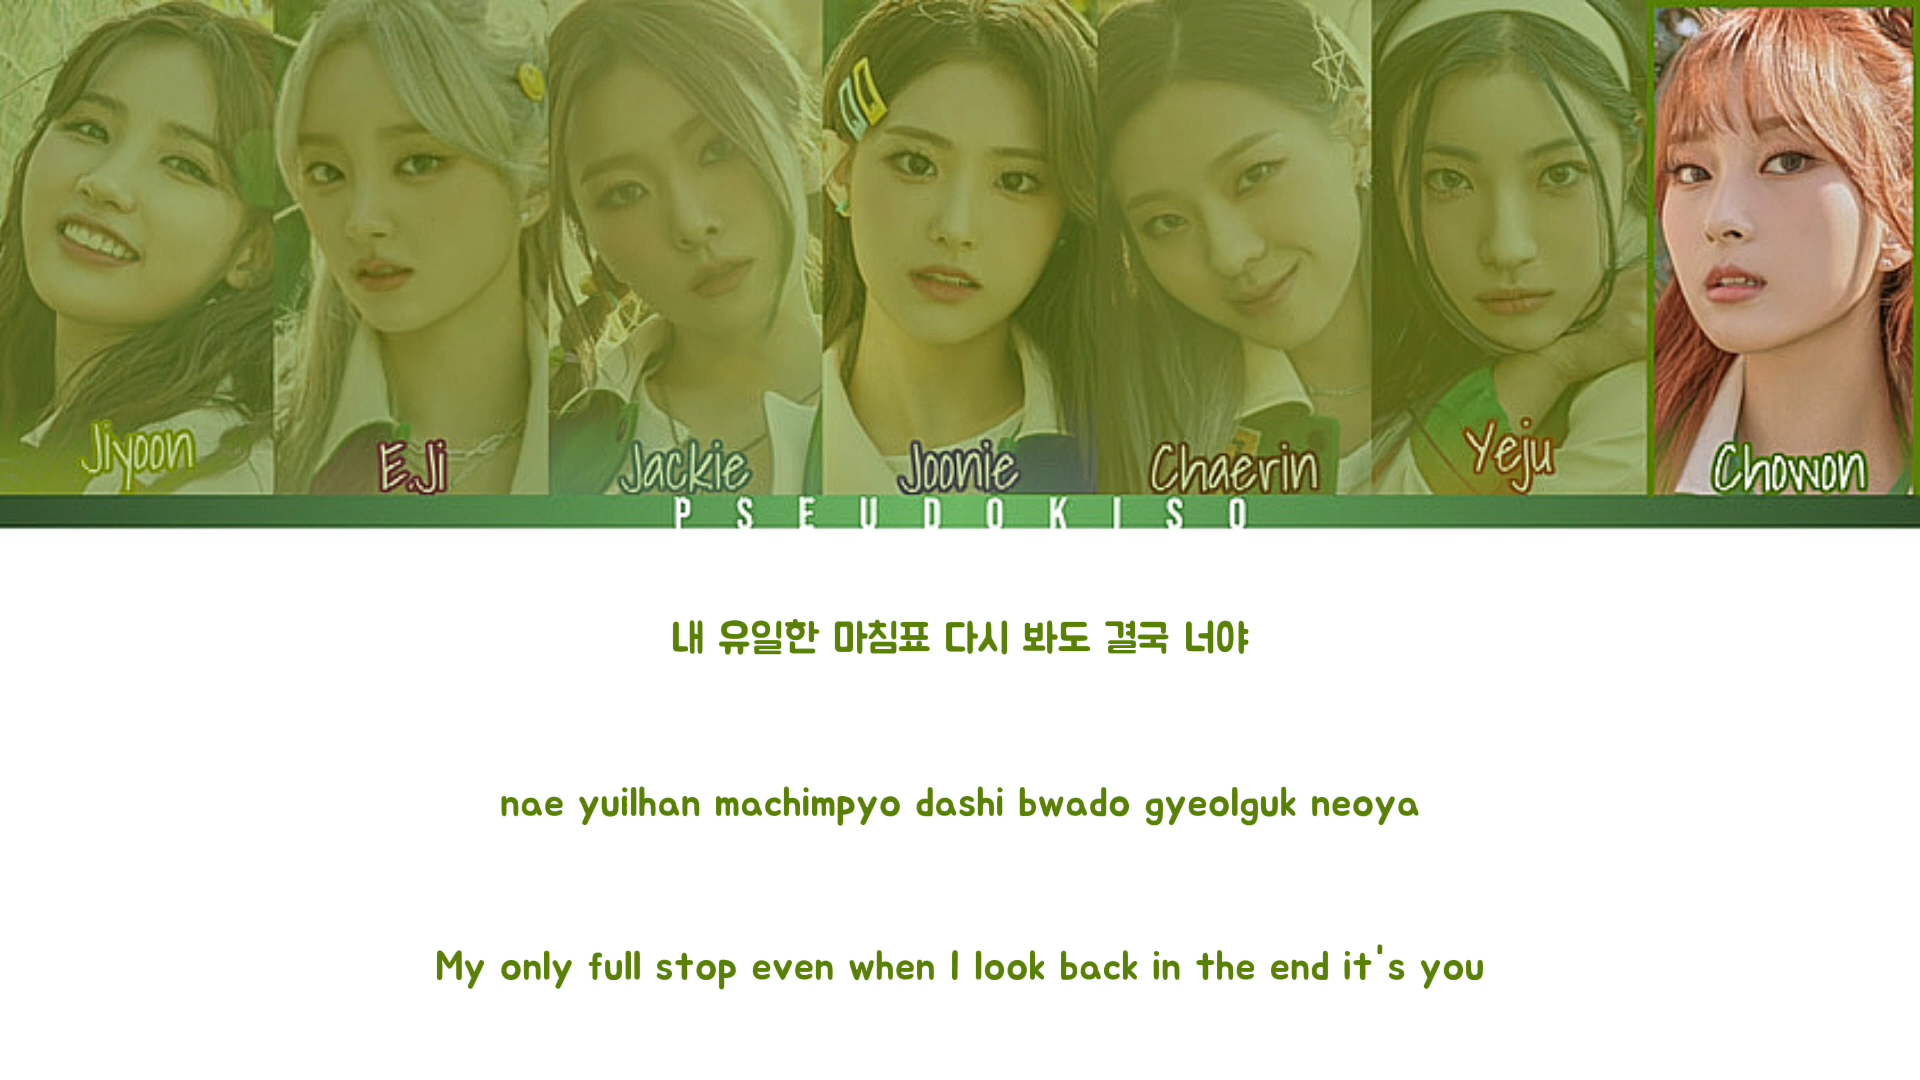 Jiyoon
E.Ji
Jackie
Joonie
Chaerin
Yeju
Chowon
PSEUDOKISO
내 유일한 마침표 다시 봐도 결국 너야
nae yuilhan machimpyo dashi bwado gyeolguk neoya
My only full stop even when I look back in the end it's you